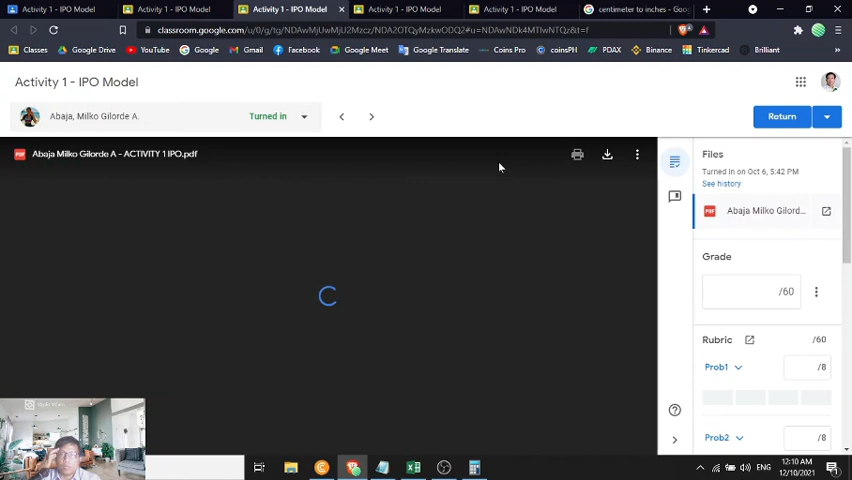 Activity 1 - IPO Model
Activity 1 - IPO Model
Activity 1 - IPO Model
Activity 1 - IPO Model
Activity 1 - IPO Model
centimeter to inches - Goo
classroom.google.com/u/0/g/tg/NDAwMjUwMjU2Mzcz/NDA2OTQyMzkwODQ2#u=NDAwNDk4MTIwNTQz&t=f
Classes
Google Drive
YouTube
Google
Gmail
Facebook
Google Meet
Google Translate
Coins Pro
coinsPH
PDAX
Binance
Tinkercad
Brilliant
Activity 1 - IPO Model
Abaja, Milko Gilorde A.
Turned in
Return
PDF
Abaja Milko Gilorde A - ACTIVITY 1 IPO.pdf
Files
Turned in on Oct 6, 5:42 PM
See history
PDF
Abaja Milko Gilord...
Grade
/60
Rubric
/60
Prob1
/8
Prob2
/8
ENG
12:10 AM
12/10/2021